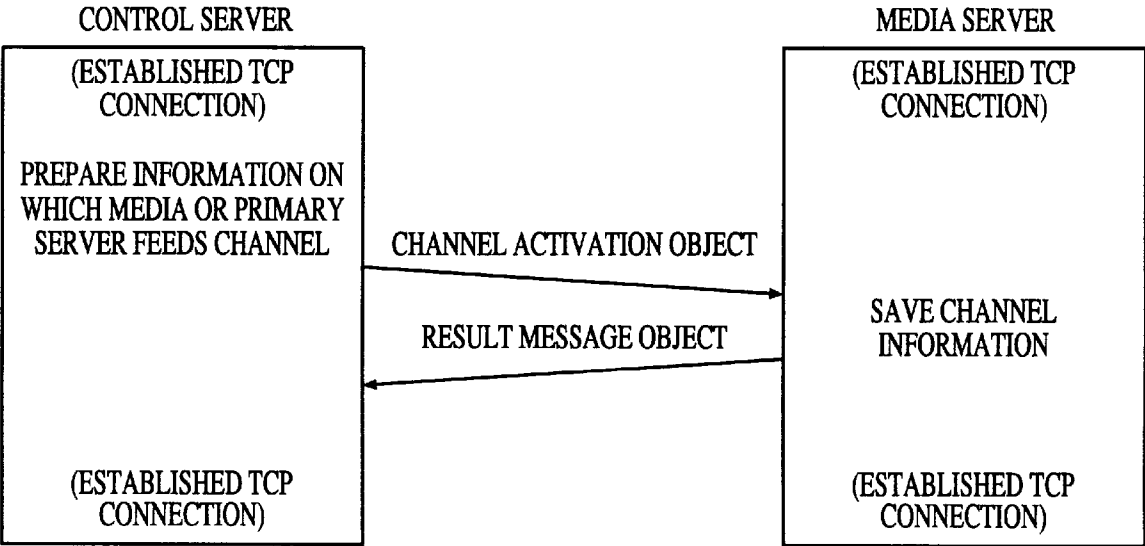 CONTROL SERVER
(ESTABLISHED TCP
CONNECTION)
PREPARE INFORMATION ON
WHICH MEDIA OR PRIMARY
SERVER FEEDS CHANNEL
(ESTABLISHED TCP
CONNECTION)
CHANNEL ACTIVATION OBJECT
RESULT MESSAGE OBJECT
MEDIA SERVER
(ESTABLISHED TCP
CONNECTION)
SAVE CHANNEL
INFORMATION
(ESTABLISHED TCP
CONNECTION)